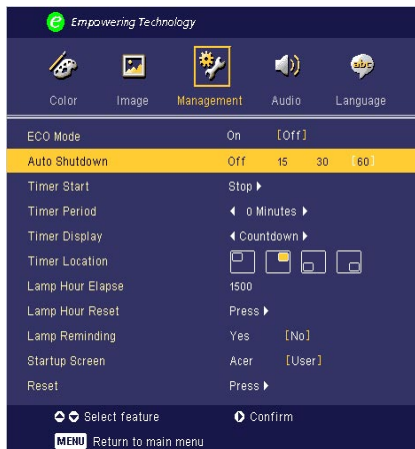 e Empowering Technology
abc
Color Image Management Audio Language
ECO Mode On [Off]
Auto Shutdown Off 15 30 [60]
Timer Start Stop
Timer Period 0 Minutes
Timer Display Countdown
Timer Location
Lamp Hour Elapse 1500
Lamp Hour Reset Press
Lamp Reminding Yes [No]
Startup Screen Acer [User]
Reset Press
Select feature Confirm
MENU Return to main menu